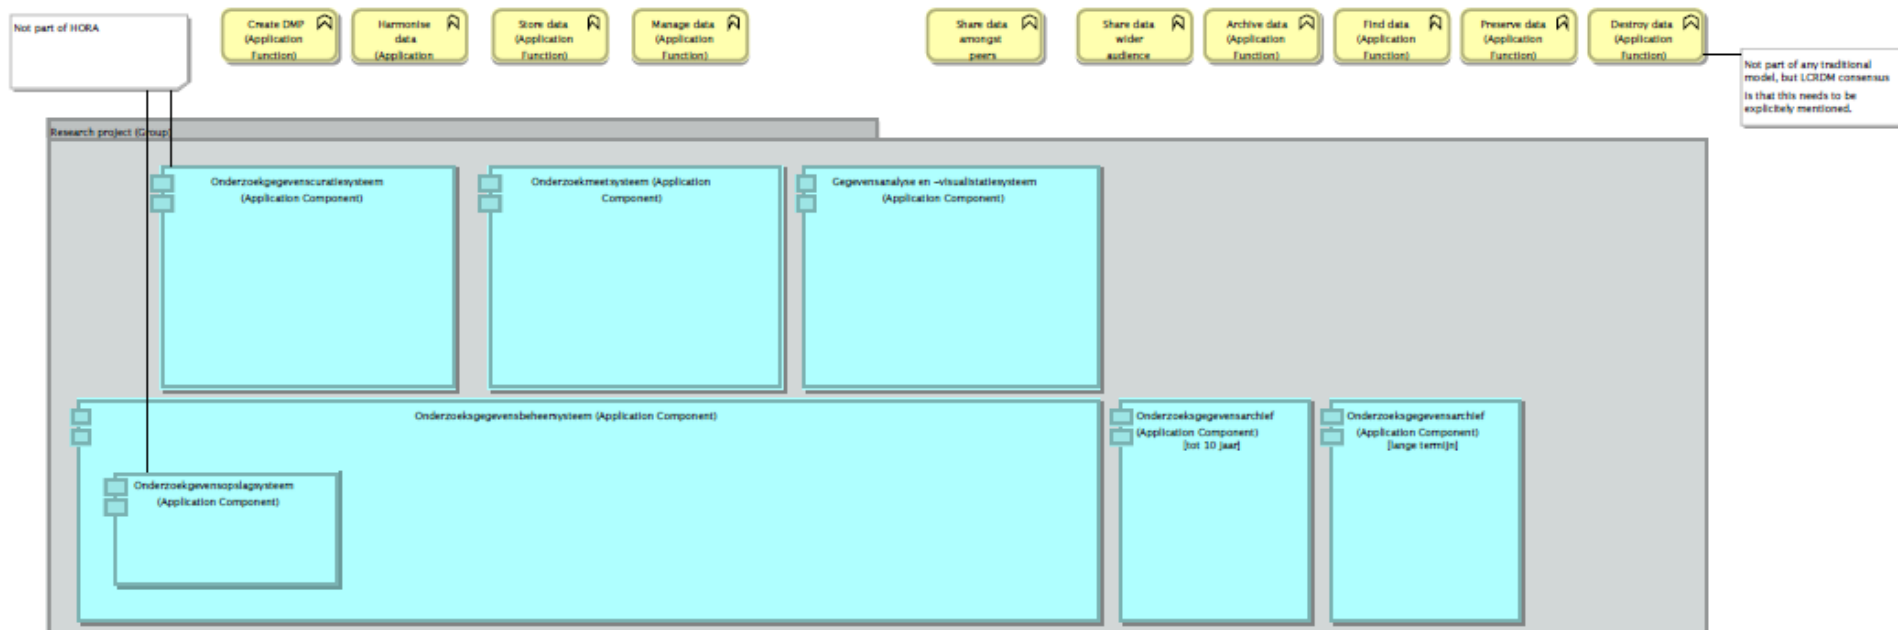 Not part of HORA
Create DMP
(Application
Function)
Harmonise
data
(Application
Store data
(Application
Function)
Manage data
(Application
Function)
Share data
amongst
peers
Share data
wider
audience
Archive data
(Application
Function)
Find data
(Application
Function)
Preserve data
(Application
Function)
Destroy data
(Application
Function)
Not part of any traditional
model, but LCRDM consensus
is that this needs to be
explicitely mentioned.
Research project (Group)
Onderzoekgegevenscuratiesysteem
(Application Component)
Onderzoekmeetsysteem (Application
Component)
Gegevensanalyse en -visualistatiesysteem
(Application Component)
Onderzoeksgegevensbeheersysteem (Application Component)
Onderzoeksgegevensarchief
(Application Component)
[tot 10 jaar]
Onderzoeksgegevensarchief
(Application Component)
[lange termijn]
Onderzoekgevensopslagsysteem
(Application Component)